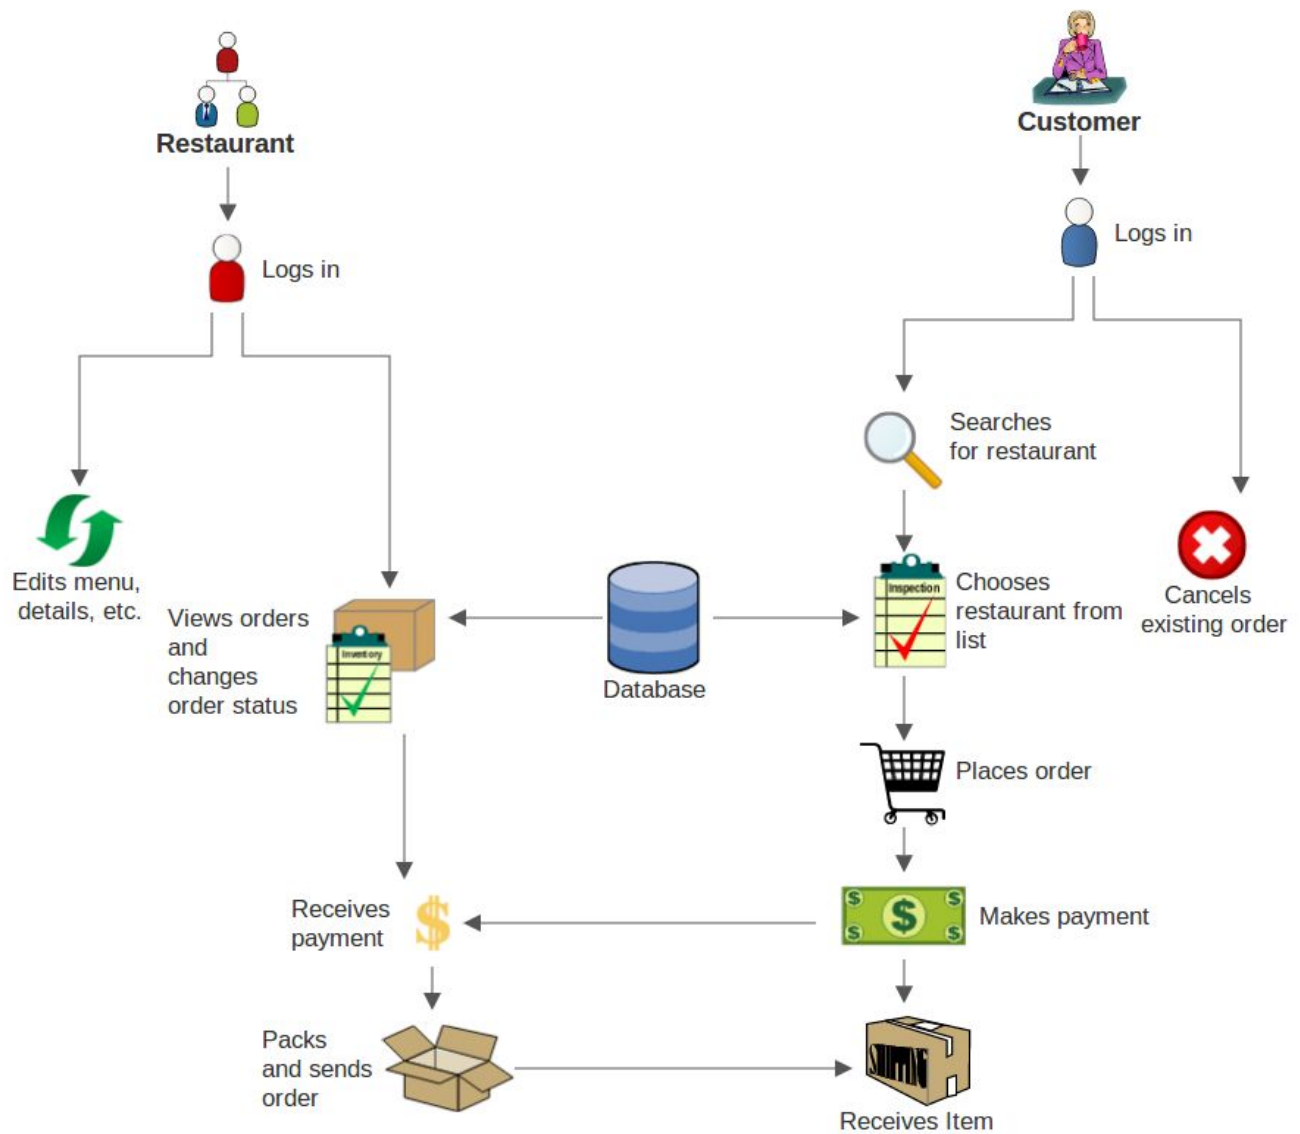 Restaurant
Customer
Logs in
Logs in
Searches
for restaurant
Edits menu,
details, etc.
Views orders
and
changes
order status
Inventory
Database
Inspection
Chooses
restaurant from
list
Cancels
existing order
Places order
Receives
payment
$
$
$
$
$
$
Makes payment
Packs
and sends
order
SHIPPING
Receives Item